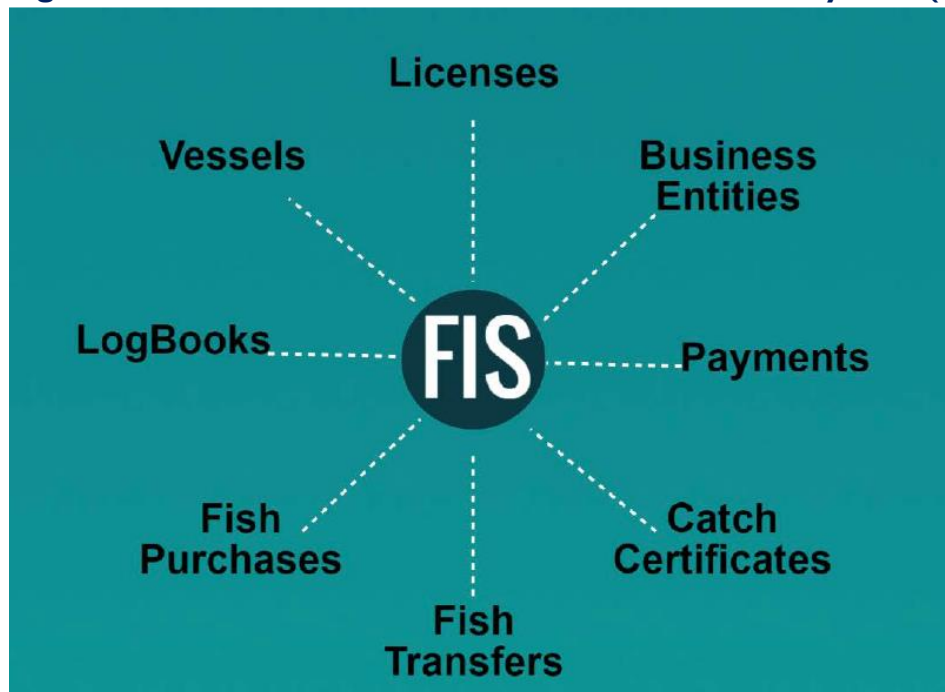 Licenses
Vessels
Business
Entities
LogBooks
FIS
Payments
Fish
Purchases
Catch
Certificates
Fish
Transfers